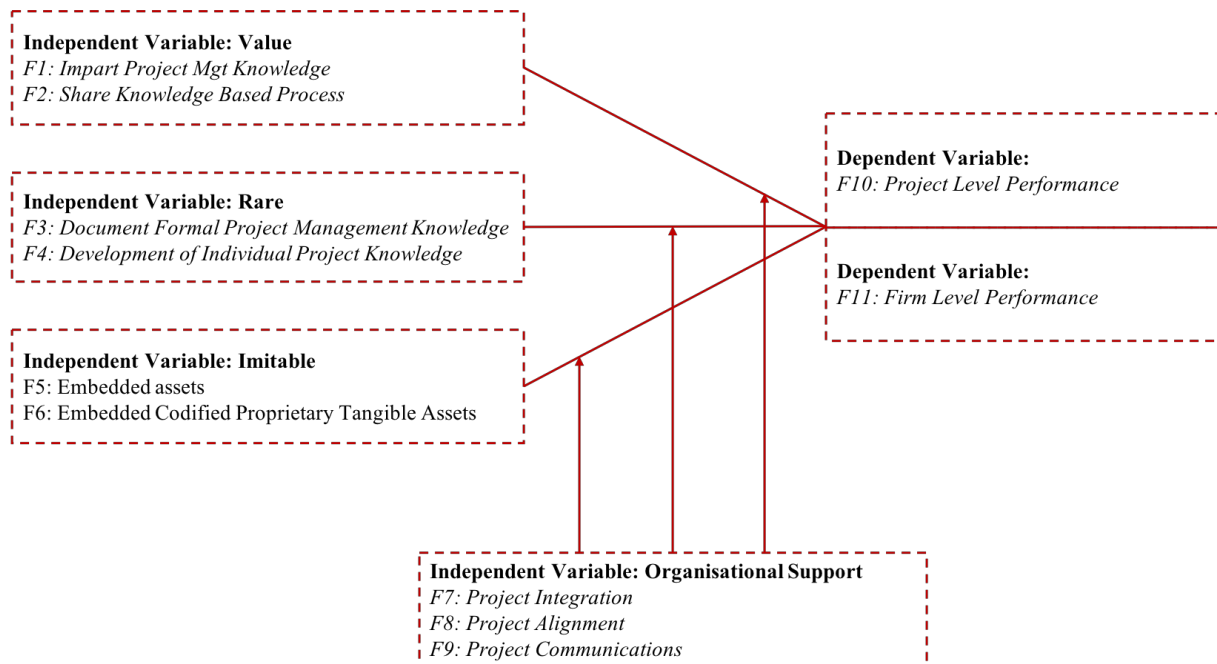 Independent Variable: Value
F1: Impart Project Mgt Knowledge
F2: Share Knowledge Based Process
Independent Variable: Rare
F3: Document Formal Project Management Knowledge
F4: Development of Individual Project Knowledge
Independent Variable: Imitable
F5: Embedded assets
F6: Embedded Codified Proprietary Tangible Assets
Dependent Variable:
F10: Project Level Performance
Dependent Variable:
F11: Firm Level Performance
Independent Variable: Organisational Support
F7: Project Integration
F8: Project Alignment
F9: Project Communications